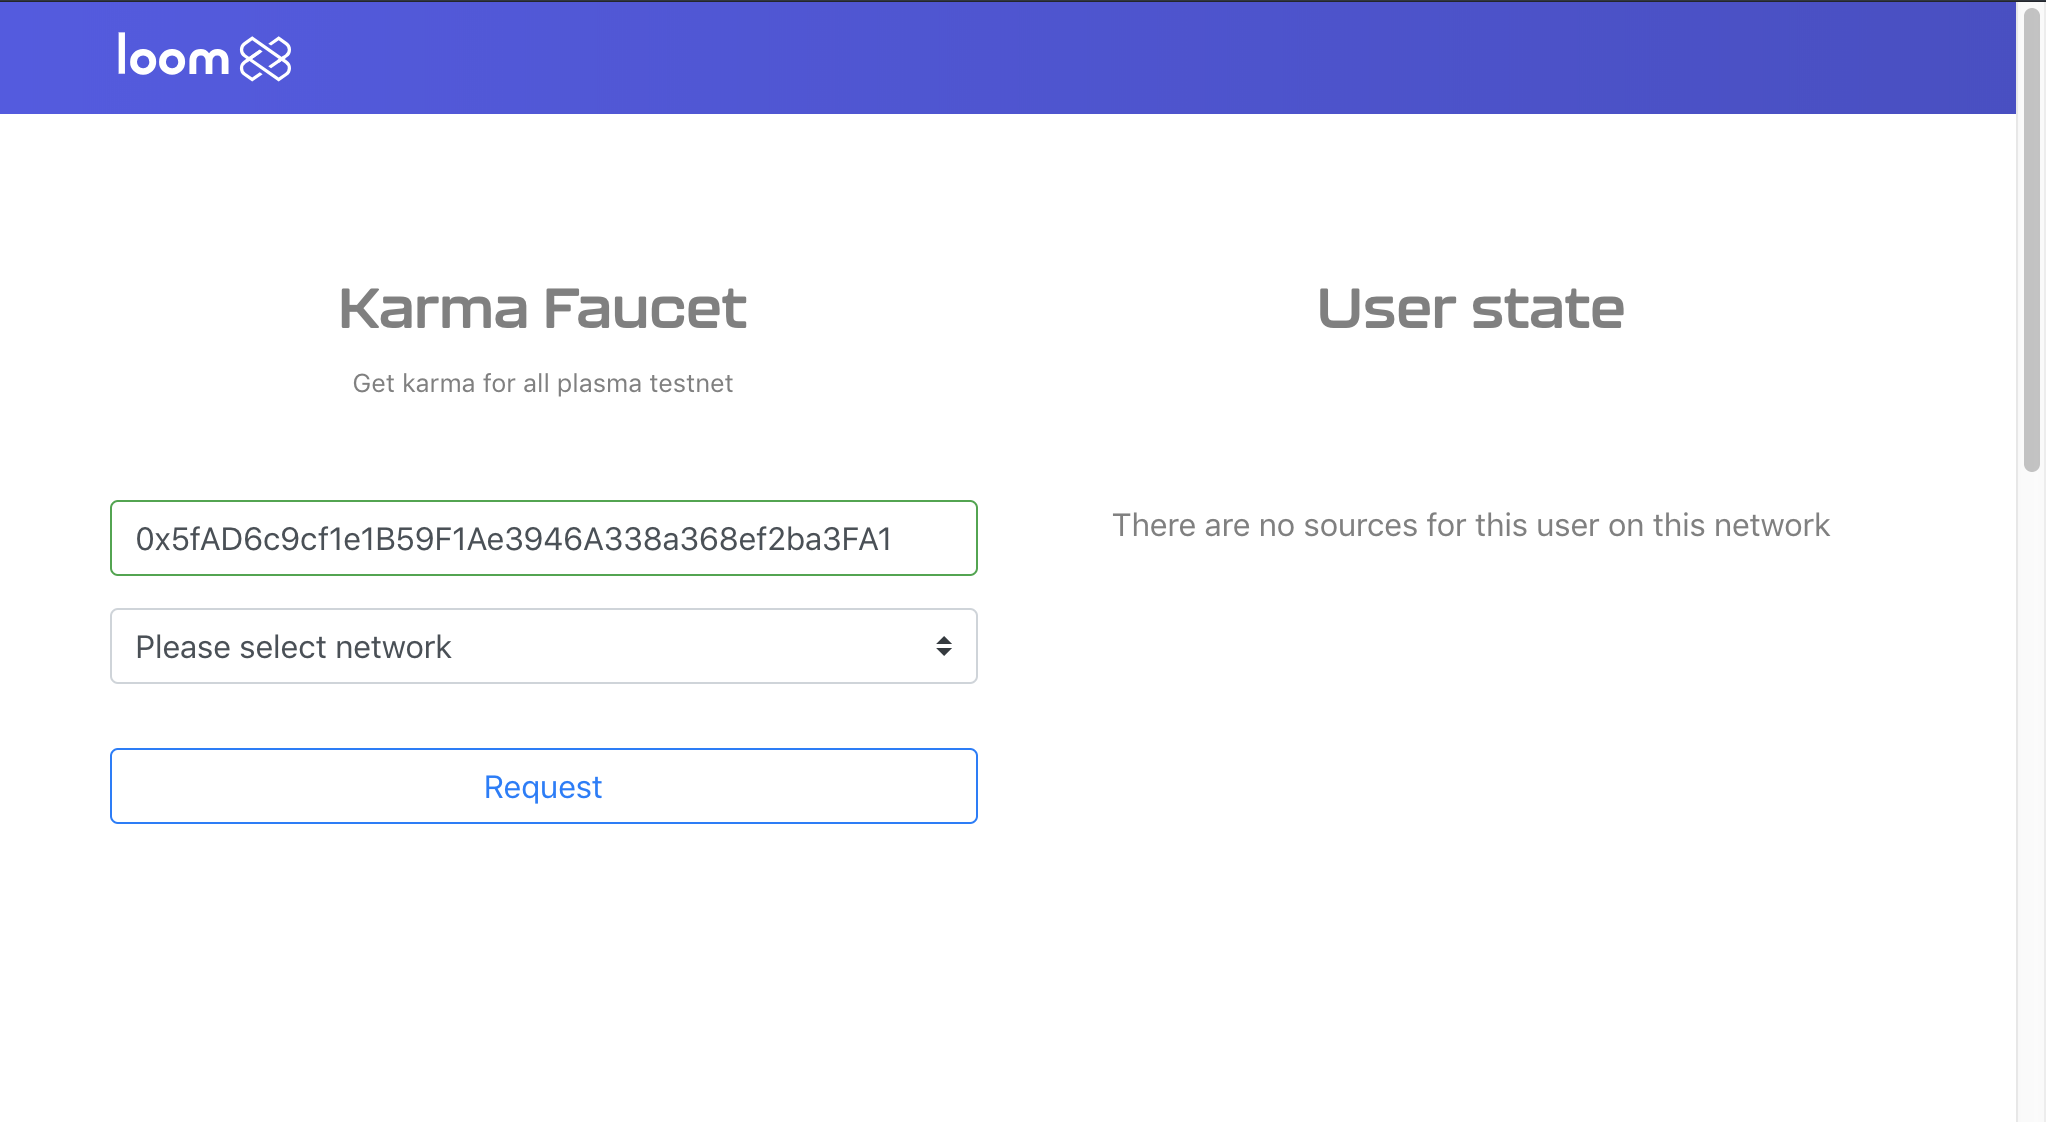 loom
Karma Faucet
Get karma for all plasma testnet
0x5fAD6c9cf1e1B59F1Ae3946A338a368ef2ba3FA1
Please select network
Request
User state
There are no sources for this user on this network